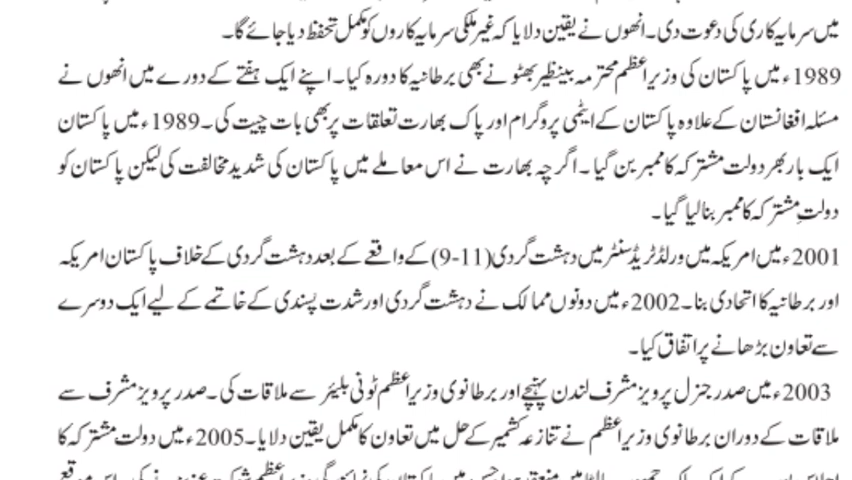 میں سرمایہ کاری کی دعوت دی۔ انھوں نے یقین دلایا کہ غیر ملکی سرمایہ کاروں کو مکمل تحفظ دیا جائے گا۔
1989ء میں پاکستان کی وزیراعظم محترمہ بینظیر بھٹو نے بھی برطانیہ کا دورہ کیا۔ اپنے ایک ہفتے کے دورے میں انھوں نے
مسئلہ افغانستان کے علاوہ پاکستان کے ایٹمی پروگرام اور پاک بھارت تعلقات پر بھی بات چیت کی۔ 1989ء میں پاکستان
ایک بار پھر دولت مشترکہ کا ممبر بن گیا۔ اگرچہ بھارت نے اس معاملے میں پاکستان کی شدید مخالفت کی لیکن پاکستان کو
دولتِ مشترکہ کا ممبر بنا لیا گیا۔
2001ء میں امریکہ میں ورلڈ ٹریڈ سنٹر میں دہشت گردی (9-11) کے واقعے کے بعد دہشت گردی کے خلاف پاکستان امریکہ
اور برطانیہ کا اتحادی بنا۔ 2002ء میں دونوں ممالک نے دہشت گردی اور شدت پسندی کے خاتمے کے لیے ایک دوسرے
سے تعاون بڑھانے پر اتفاق کیا۔
2003ء میں صدر جنرل پرویز مشرف لندن پہنچے اور برطانوی وزیراعظم ٹونی بلیئر سے ملاقات کی۔ صدر پرویز مشرف سے
ملاقات کے دوران برطانوی وزیراعظم نے تنازعہ کشمیر کے حل میں تعاون کا مکمل یقین دلایا۔ 2005ء میں دولت مشترکہ کا